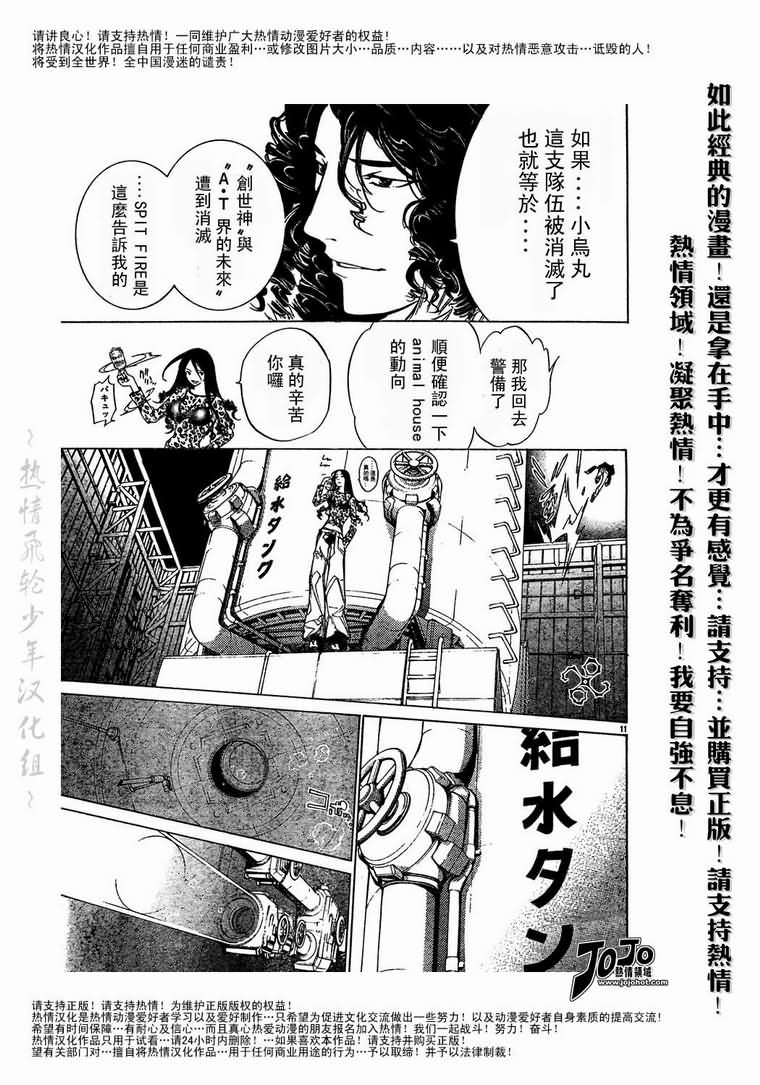 请讲良心！请支持热情！一同维护广大热情动漫爱好者的权益！
将热情汉化作品擅自用于任何商业盈利…或修改图片大小…品质…内容……以及对热情恶意攻击…诋毁的人！
将受到全世界！全中国漫迷的谴责！
如此經典的漫畫！還是拿在手中…才更有感覺…請支持…並購買正版！請支持熱情！
熱情領域！凝聚熱情！不為爭名奪利！我要自強不息！
如果‥‥小烏丸
這支隊伍被消滅了
也就等於‥‥
〝創世神〞與
〝A·T界的未來〞
遭到消滅
‥‥SPIT FIRE是
這麼告訴我的
那我回去
警備了
順便確認一下
animal house
的動向
真的辛苦
你囉
バキュッ
給水タンク
11
給水タン
~热情飛轮少年汉化组~
JOJO
熱情領域
www.jojohot.com
请支持正版！请支持热情！为维护正版版权的权益！
热情汉化是热情动漫爱好者学习以及爱好制作…只希望为促进文化交流做出一些努力！以及动漫爱好者自身素质的提高交流！
希望有时间保障…有耐心及信心…而且真心热爱动漫的朋友报名加入热情！我们一起战斗！努力！奋斗！
热情汉化作品只用于试看…请24小时内删除！…如果喜欢本作品！请支持并购买正版！
望有关部门对…擅自将热情汉化作品…用于任何商业用途的行为…予以取缔！并予以法律制裁！